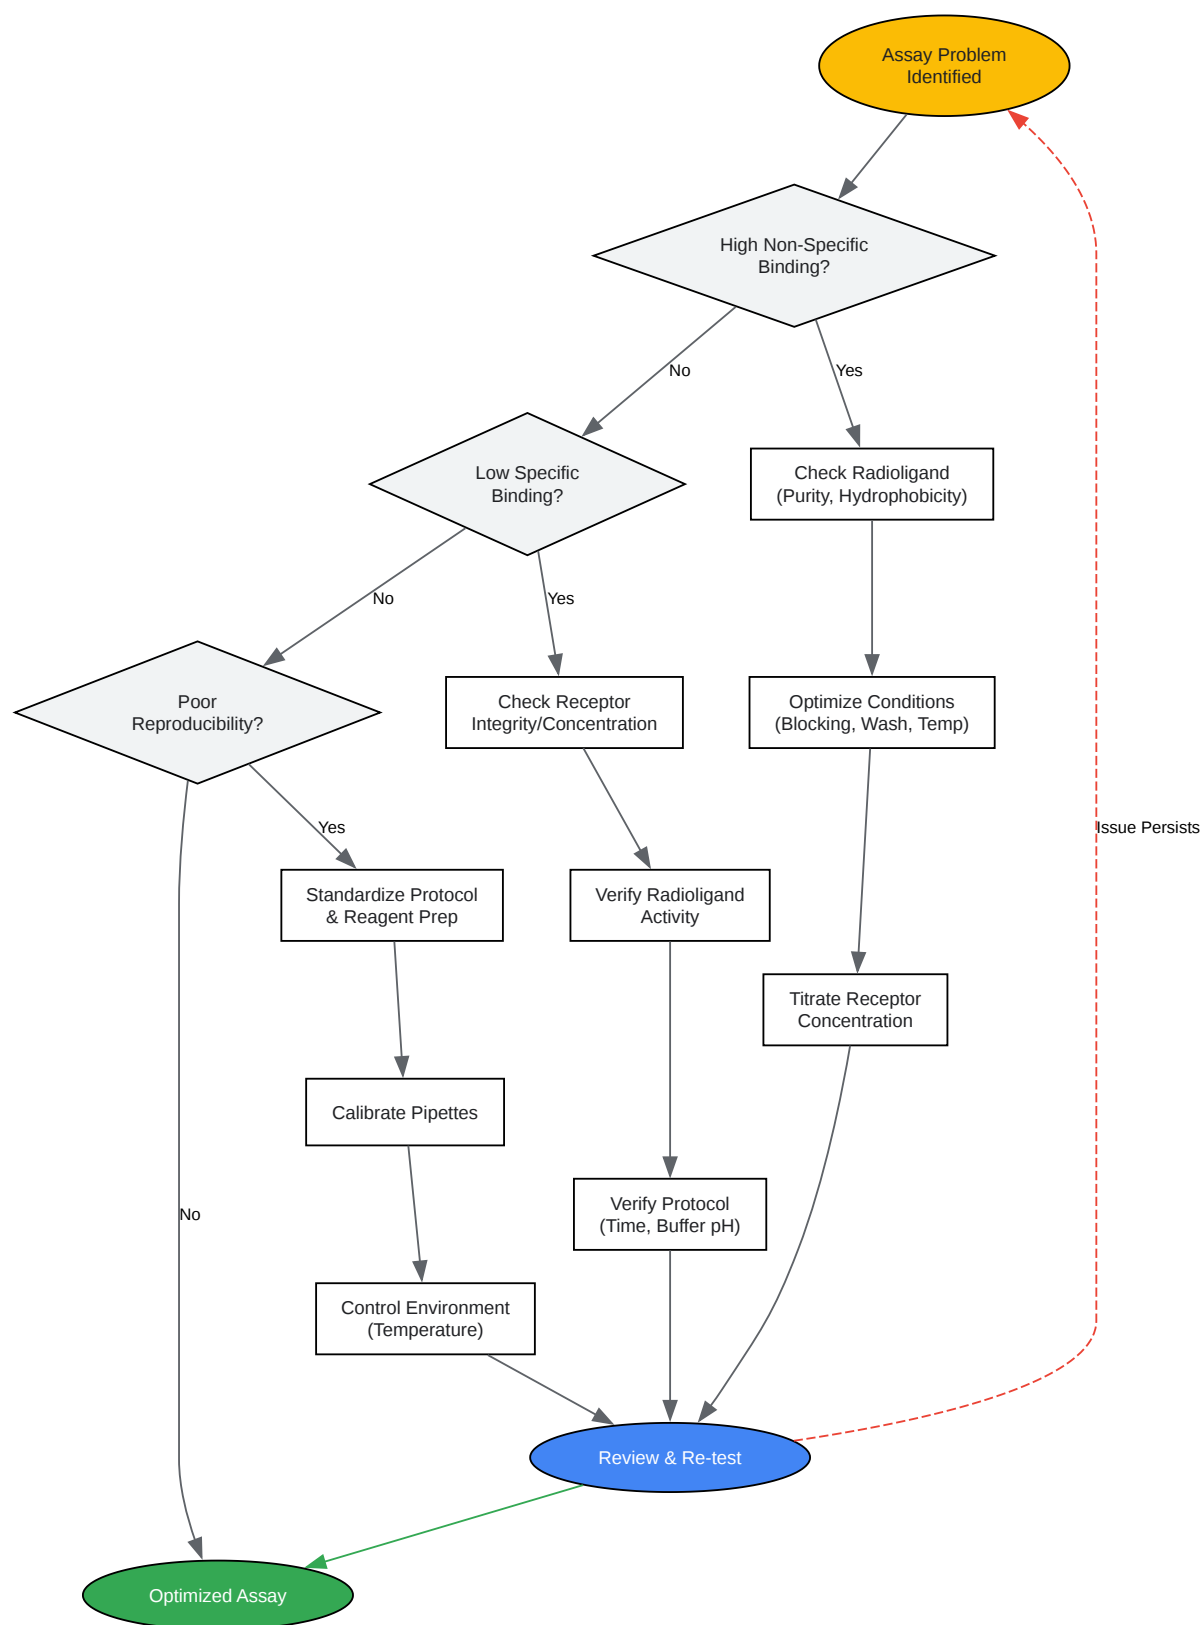 Assay Problem
Identified
High Non-Specific
Binding?
No
Yes
Low Specific
Binding?
Check Radioligand
(Purity, Hydrophobicity)
No
Yes
Poor
Reproducibility?
Check Receptor
Integrity/Concentration
Optimize Conditions
(Blocking, Wash, Temp)
Yes
Issue Persists
Standardize Protocol
& Reagent Prep
Verify Radioligand
Activity
Titrate Receptor
Concentration
Calibrate Pipettes
No
Verify Protocol
(Time, Buffer pH)
Control Environment
(Temperature)
Review & Re-test
Optimized Assay